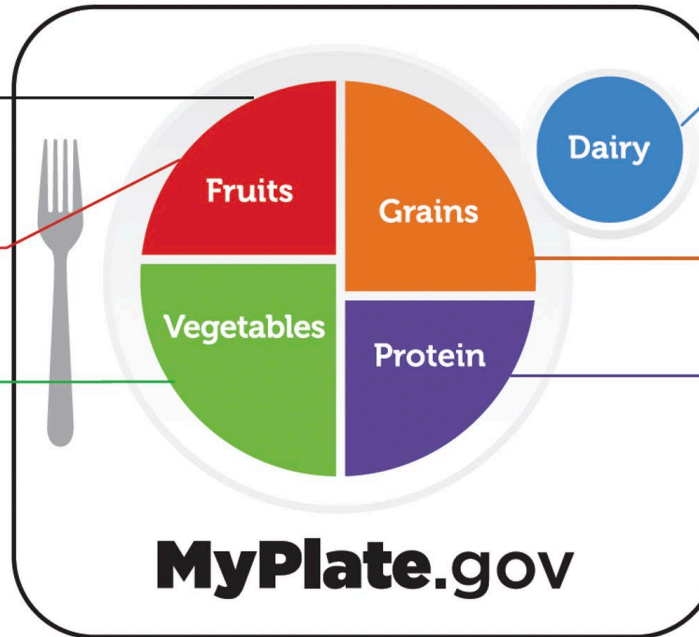 Fruits
Grains
Dairy
Vegetables
Protein
MyPlate.gov